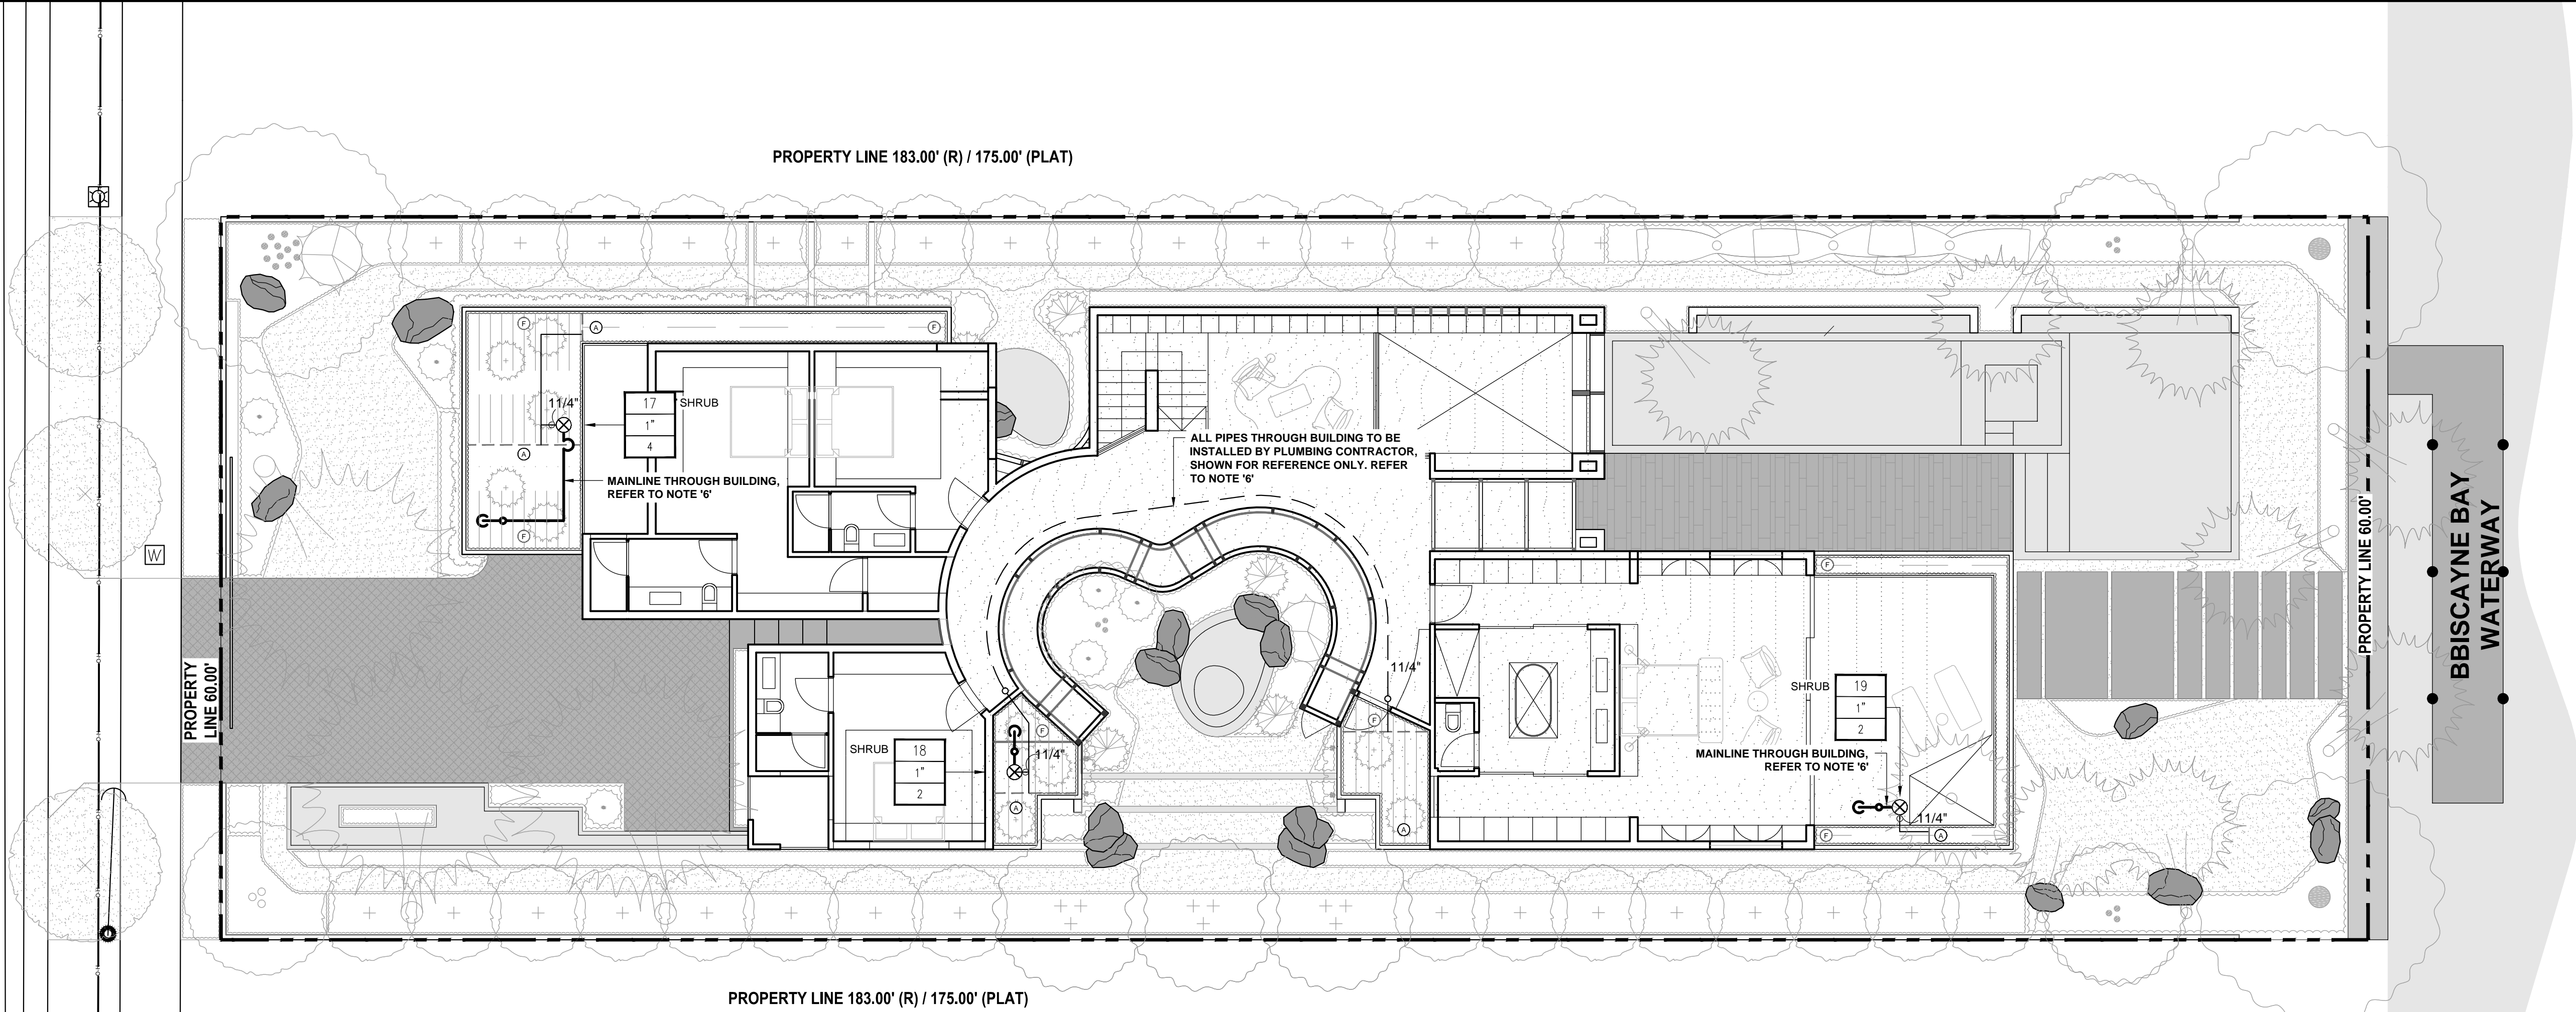 PROPERTY LINE 183.00' (R) / 175.00' (PLAT)
F
A
F
11/4"
17
1"
4
SHRUB
A
MAINLINE THROUGH BUILDING,
REFER TO NOTE '6'
F
ALL PIPES THROUGH BUILDING TO BE
INSTALLED BY PLUMBING CONTRACTOR,
SHOWN FOR REFERENCE ONLY. REFER
TO NOTE '6'
W
PROPERTY
LINE 60.00'
SHRUB
18
1"
2
F
11/4"
A
11/4"
F
A
F
SHRUB
19
1"
2
MAINLINE THROUGH BUILDING,
REFER TO NOTE '6'
11/4"
F
A
PROPERTY LINE 60.00'
BBISCAYNE BAY
WATERWAY
PROPERTY LINE 183.00' (R) / 175.00' (PLAT)